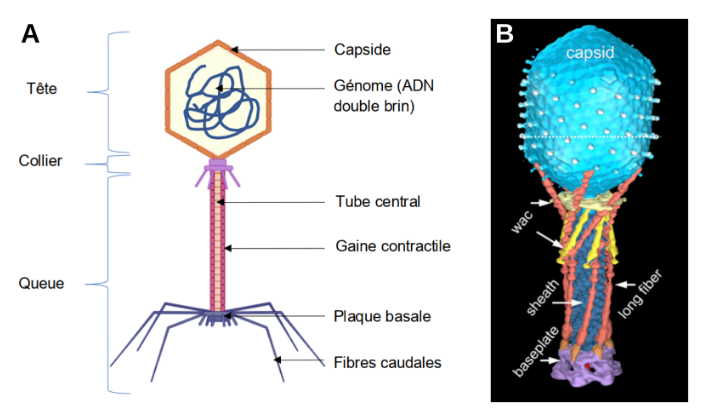 A
Tête
Collier
Queue
Capside
Génome (ADN
double brin)
Tube central
Gaine contractile
Plaque basale
Fibres caudales
B
capsid
wac
sheath
long fiber
baseplate